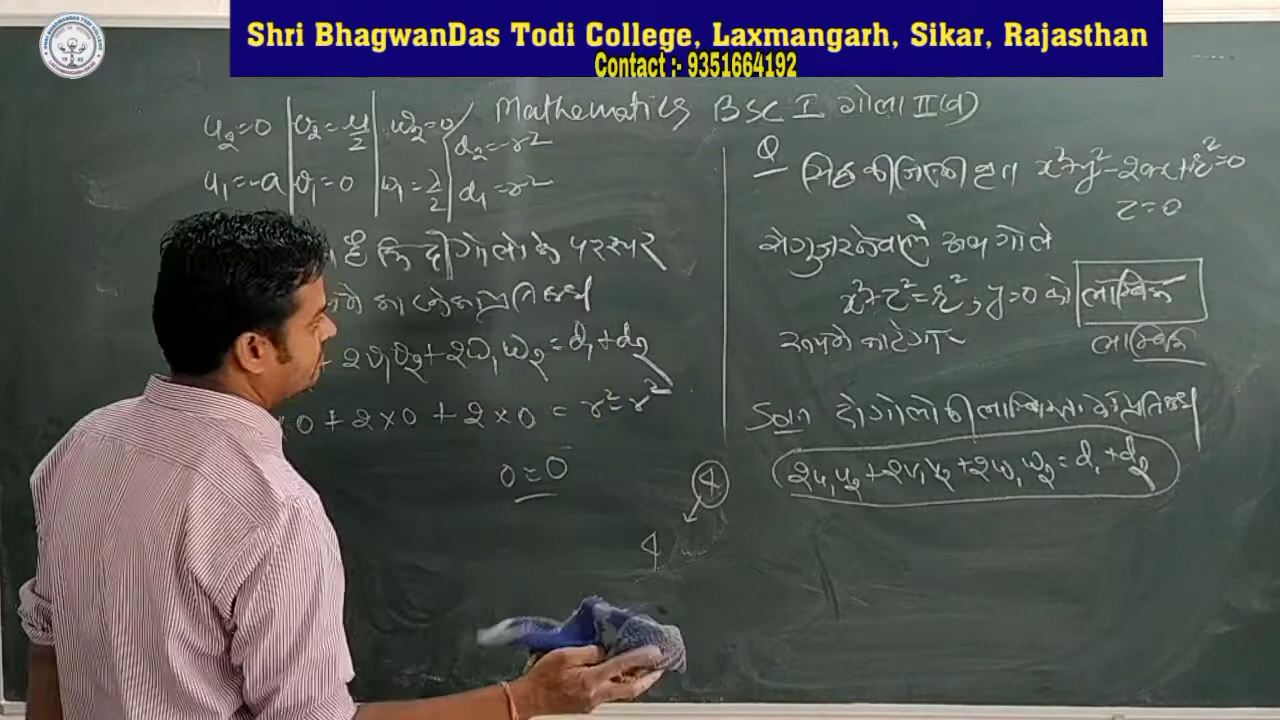 Shri BhagwanDas Todi College, Laxmangarh, Sikar, Rajasthan
Contact :- 9351664192
Mathematics BSC I गोला II(d)
u₂=0 | v₂=μ/2 | w₂=0 | d₂=-r²
u₁=-a | v₁=0 | w₁=λ/2 | d₁=r²
है कि दो गोलो के परस्पर
+ 2v₁v₂ + 2w₁w₂ = d₁+d₂
0 + 2×0 + 2×0 = r²-r²
0=0
4
4
Q सिद्ध कीजिए की वृत x²+y²-2ax+r²=0
z=0
से गुजरने वाले गोले
x²+z²=r², y=0 को लाम्बिक
रूप से काटेगा
लाम्बिक
Soln दो गोलो की लाम्बिकता के प्रतिबन्ध
2u₁u₂+2v₁v₂+2w₁w₂=d₁+d₂